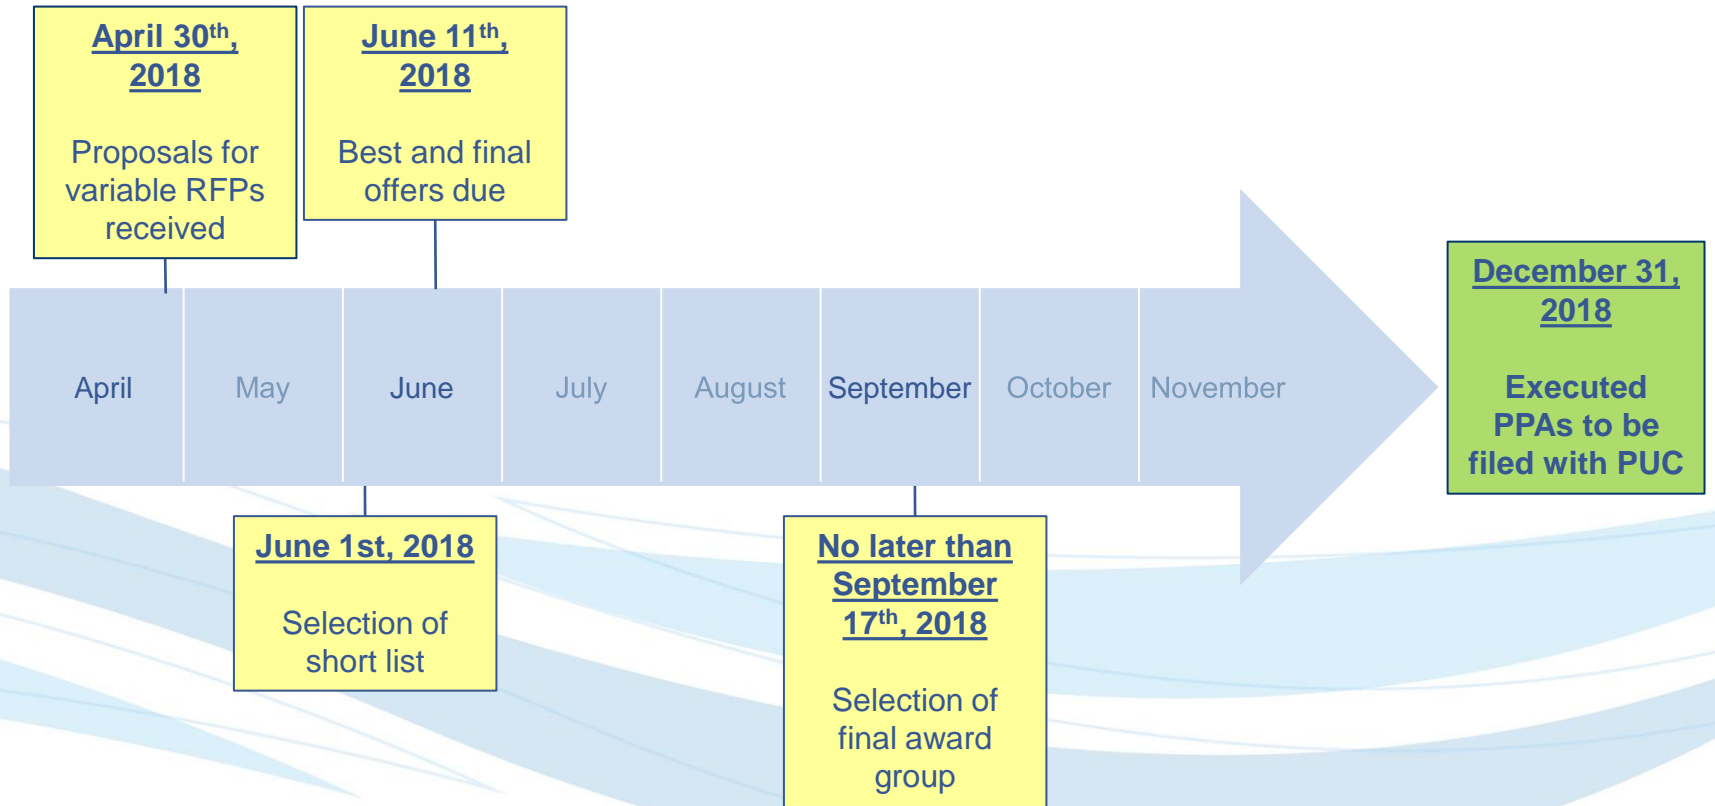 April 30th,
2018
Proposals for
variable RFPs
received
June 11th,
2018
Best and final
offers due
April
May
June
July
August
September
October
November
December 31,
2018
Executed
PPAs to be
filed with PUC
June 1st, 2018
Selection of
short list
No later than
September
17th, 2018
Selection of
final award
group